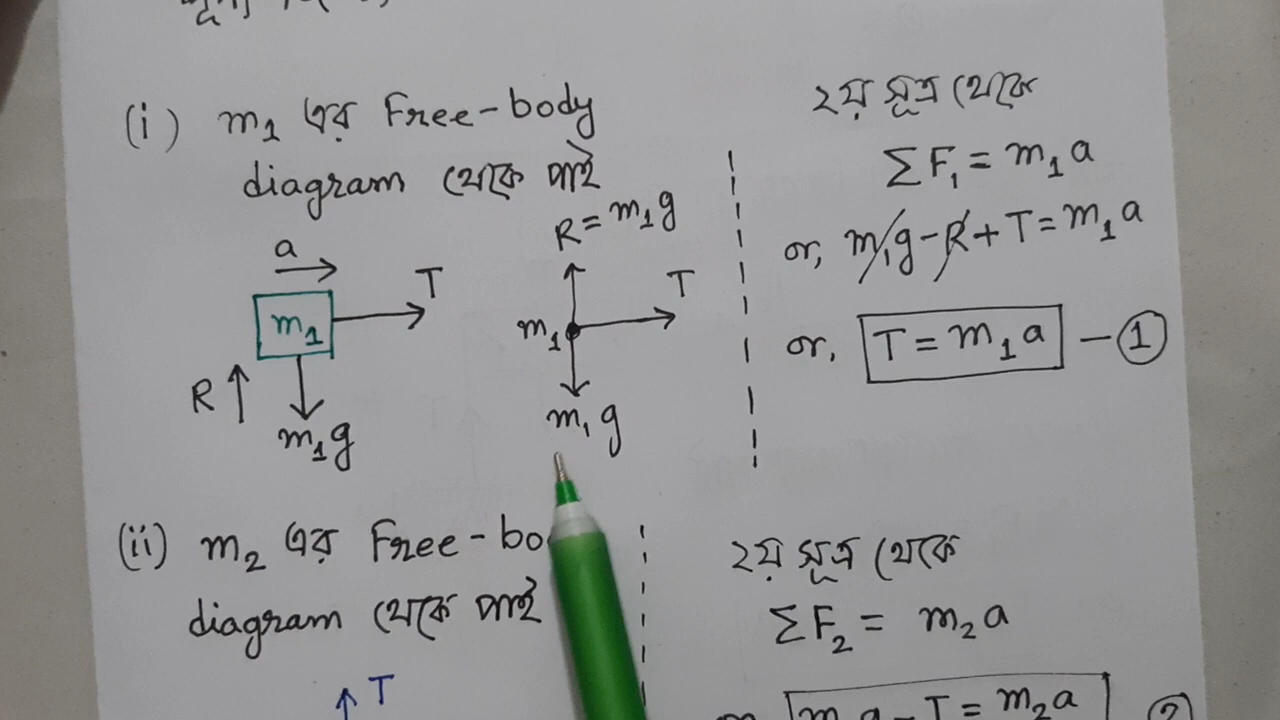 (i) m₁ এর Free-body
diagram থেকে পাই
a
T
m₁
R
m₁g
R = m₁g
T
m₁
m₁g
২য় সূত্র থেকে
ΣF₁ = m₁a
or, m₁g - R + T = m₁a
or, T = m₁a - ①
(ii) m₂ এর Free-bo
diagram থেকে পাই
T
২য় সূত্র থেকে
ΣF₂ = m₂a
g - T = m₂a ②